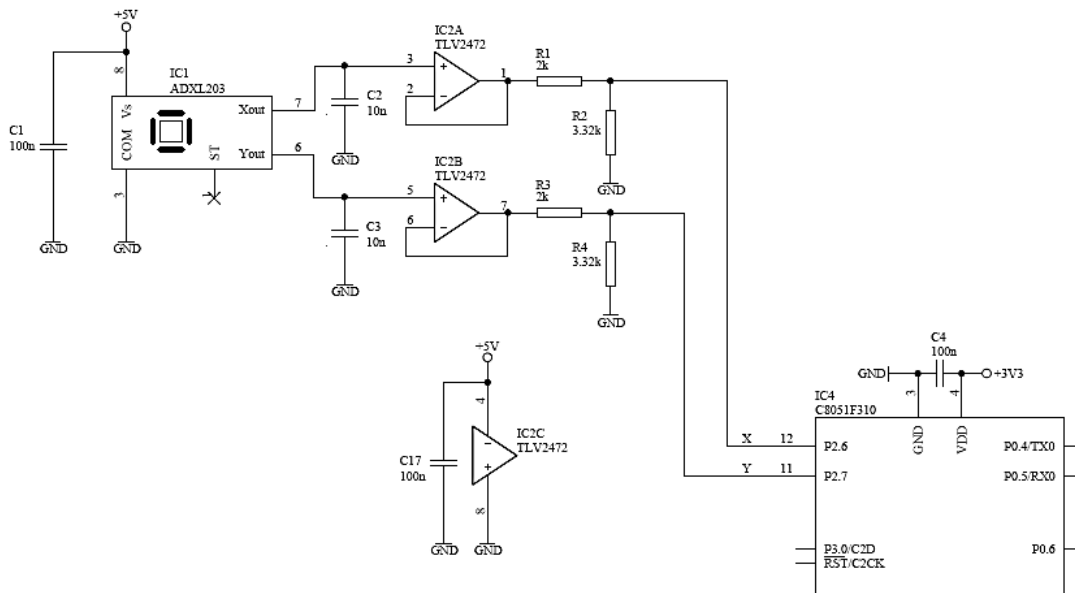 +5V
8
IC1
ADXL203
Vs
COM
ST
Xout
Yout
7
6
3
1
C1
100n
GND
GND
C2
10n
GND
C3
10n
GND
IC2A
TLV2472
3
2
1
+
−
IC2B
TLV2472
5
6
7
+
−
R1
2k
R2
3.32k
GND
R3
2k
R4
3.32k
GND
+5V
4
IC2C
TLV2472
−
+
C17
100n
8
GND
GND
C4
100n
GND
+3V3
3
4
IC4
C8051F310
GND
VDD
X
12
P2.6
Y
11
P2.7
P0.4/TX0
P0.5/RX0
P3.0/C2D
RST/C2CK
P0.6